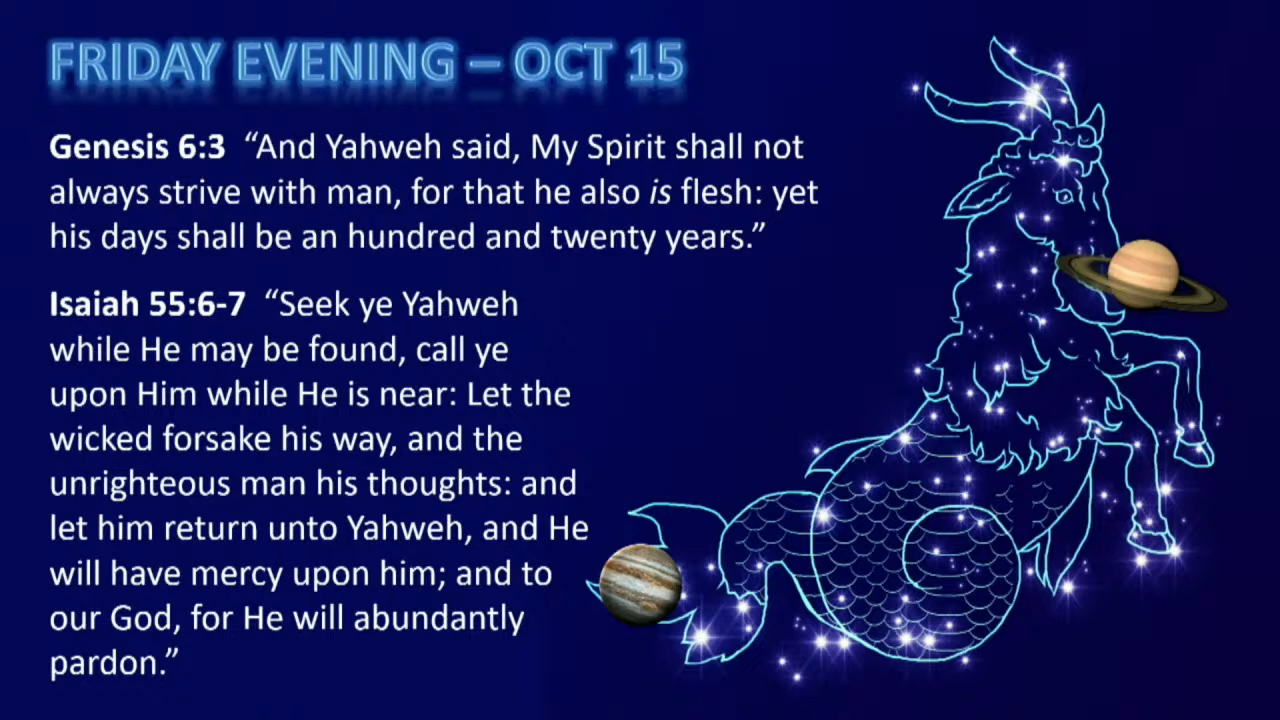 FRIDAY EVENING – OCT 15
Genesis 6:3 “And Yahweh said, My Spirit shall not
always strive with man, for that he also is flesh: yet
his days shall be an hundred and twenty years.”
Isaiah 55:6-7 “Seek ye Yahweh
while He may be found, call ye
upon Him while He is near: Let the
wicked forsake his way, and the
unrighteous man his thoughts: and
let him return unto Yahweh, and He
will have mercy upon him; and to
our God, for He will abundantly
pardon.”